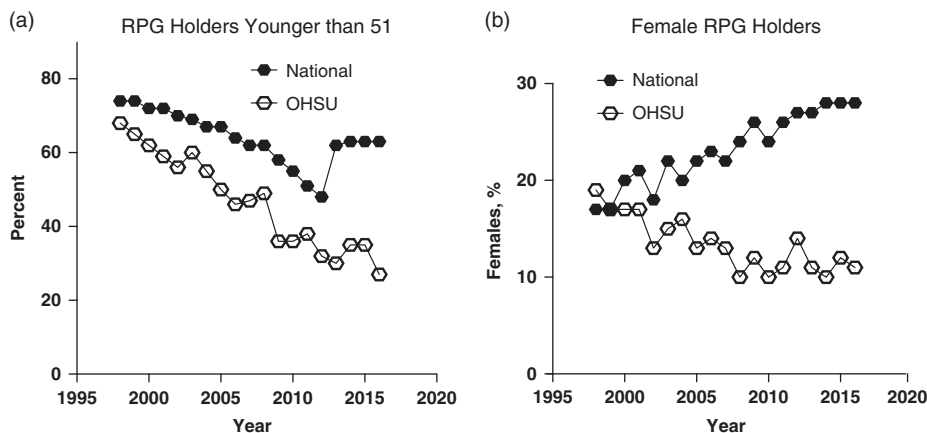 (a)
RPG Holders Younger than 51
National
OHSU
80
60
40
20
0
Percent
1995 2000 2005 2010 2015 2020
Year
(b)
Female RPG Holders
National
OHSU
30
20
10
0
Females, %
1995 2000 2005 2010 2015 2020
Year